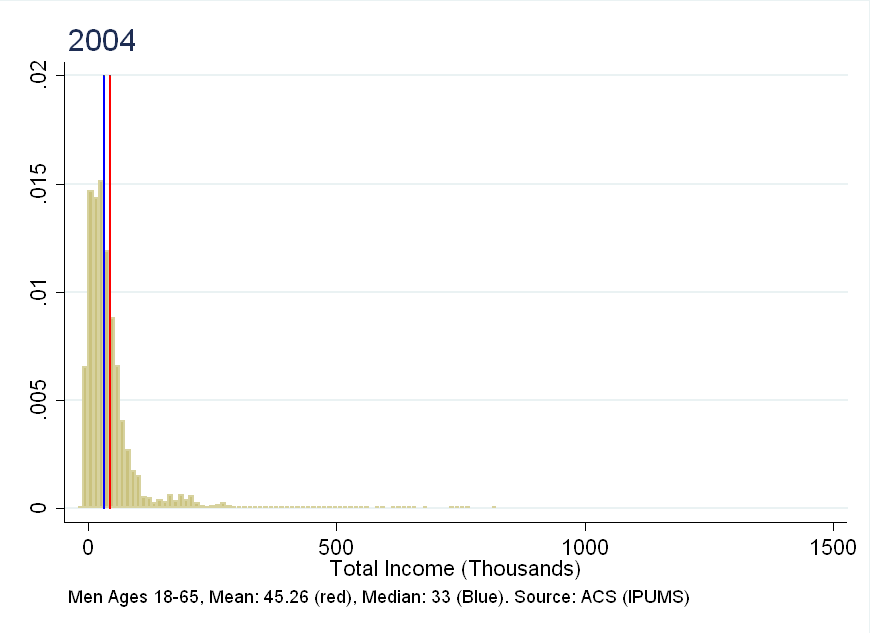 2004
.02
.015
.01
.005
0
0 500 1000 1500
Total Income (Thousands)
Men Ages 18-65, Mean: 45.26 (red), Median: 33 (Blue). Source: ACS (IPUMS)